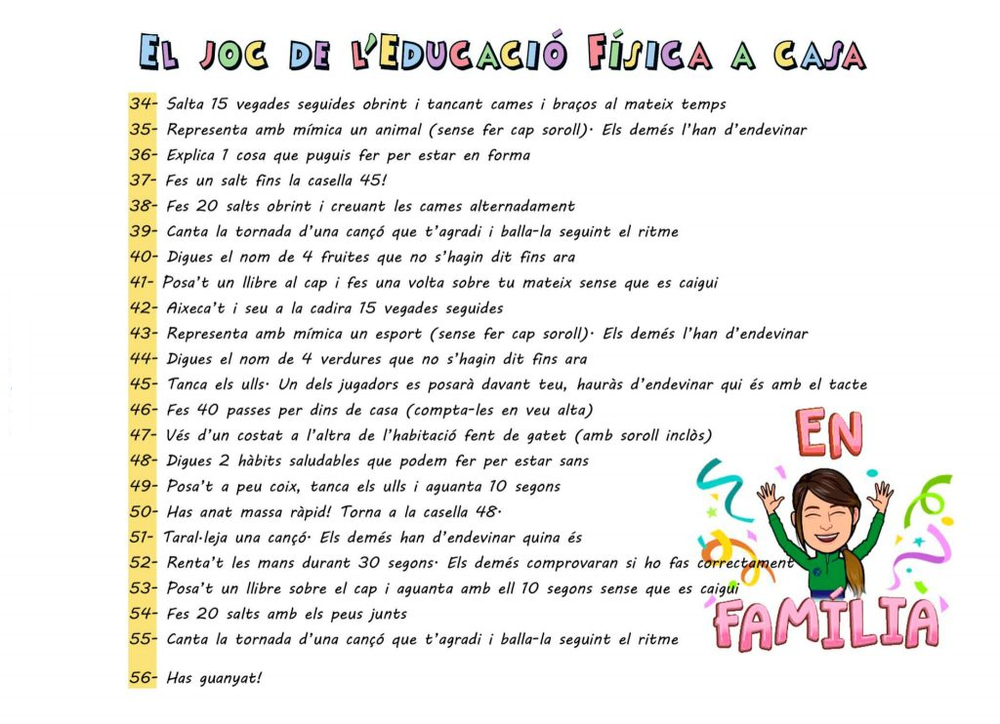 EL JOC DE L'EDUCACIÓ FÍSICA A CASA
34- Salta 15 vegades seguides obrint i tancant cames i braços al mateix temps
35- Representa amb mímica un animal (sense fer cap soroll). Els demés l'han d'endevinar
36- Explica 1 cosa que puguis fer per estar en forma
37- Fes un salt fins la casella 45!
38- Fes 20 salts obrint i creuant les cames alternadament
39- Canta la tornada d'una cançó que t'agradi i balla-la seguint el ritme
40- Digues el nom de 4 fruites que no s'hagin dit fins ara
41- Posa't un llibre al cap i fes una volta sobre tu mateix sense que es caigui
42- Aixeca't i seu a la cadira 15 vegades seguides
43- Representa amb mímica un esport (sense fer cap soroll). Els demés l'han d'endevinar
44- Digues el nom de 4 verdures que no s'hagin dit fins ara
45- Tanca els ulls. Un dels jugadors es posarà davant teu, hauràs d'endevinar qui és amb el tacte
46- Fes 40 passes per dins de casa (compta-les en veu alta)
47- Vés d'un costat a l'altra de l'habitació fent de gatet (amb soroll inclòs)
48- Digues 2 hàbits saludables que podem fer per estar sans
49- Posa't a peu coix, tanca els ulls i aguanta 10 segons
50- Has anat massa ràpid! Torna a la casella 48.
51- Taral·leja una cançó. Els demés han d'endevinar quina és
52- Renta't les mans durant 30 segons. Els demés comprovaran si ho fas correctament
53- Posa't un llibre sobre el cap i aguanta amb ell 10 segons sense que es caigui
54- Fes 20 salts amb els peus junts
55- Canta la tornada d'una cançó que t'agradi i balla-la seguint el ritme
56- Has guanyat!
EN
FAMÍLIA